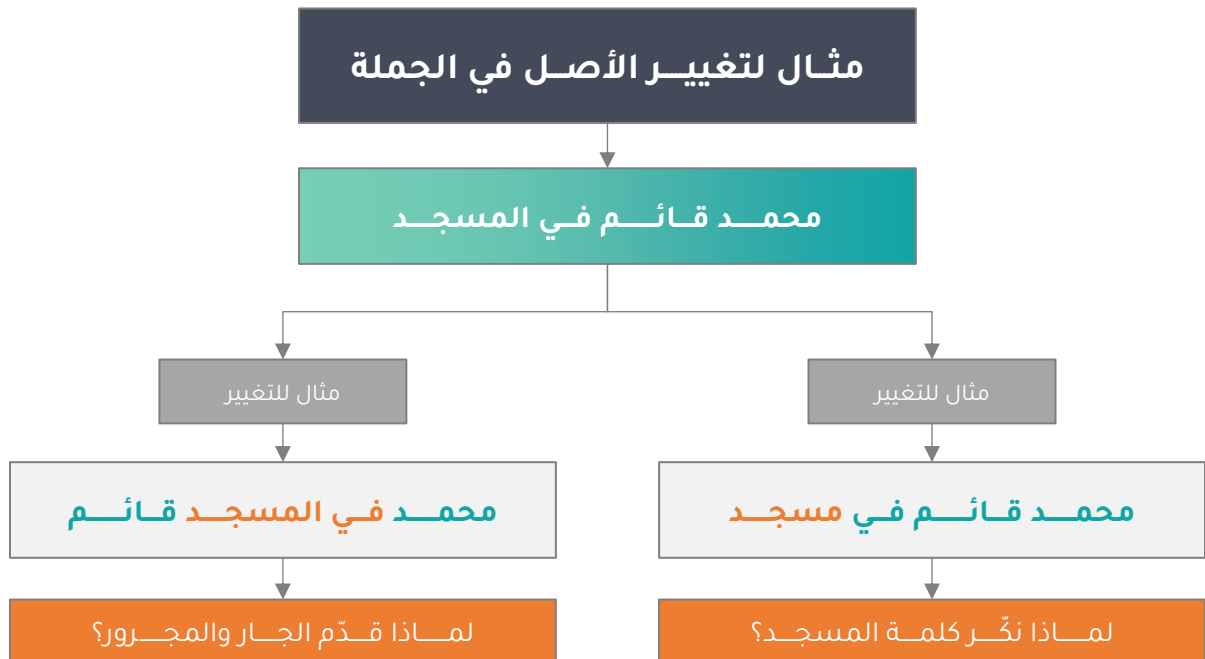 مثال لتغيير الأصل في الجملة
محمد قائم في المسجد
مثال للتغيير
مثال للتغيير
محمد قائم في مسجد
محمد في المسجد قائم
لماذا نكّر كلمة المسجد؟
لماذا قدّم الجار والمجرور؟